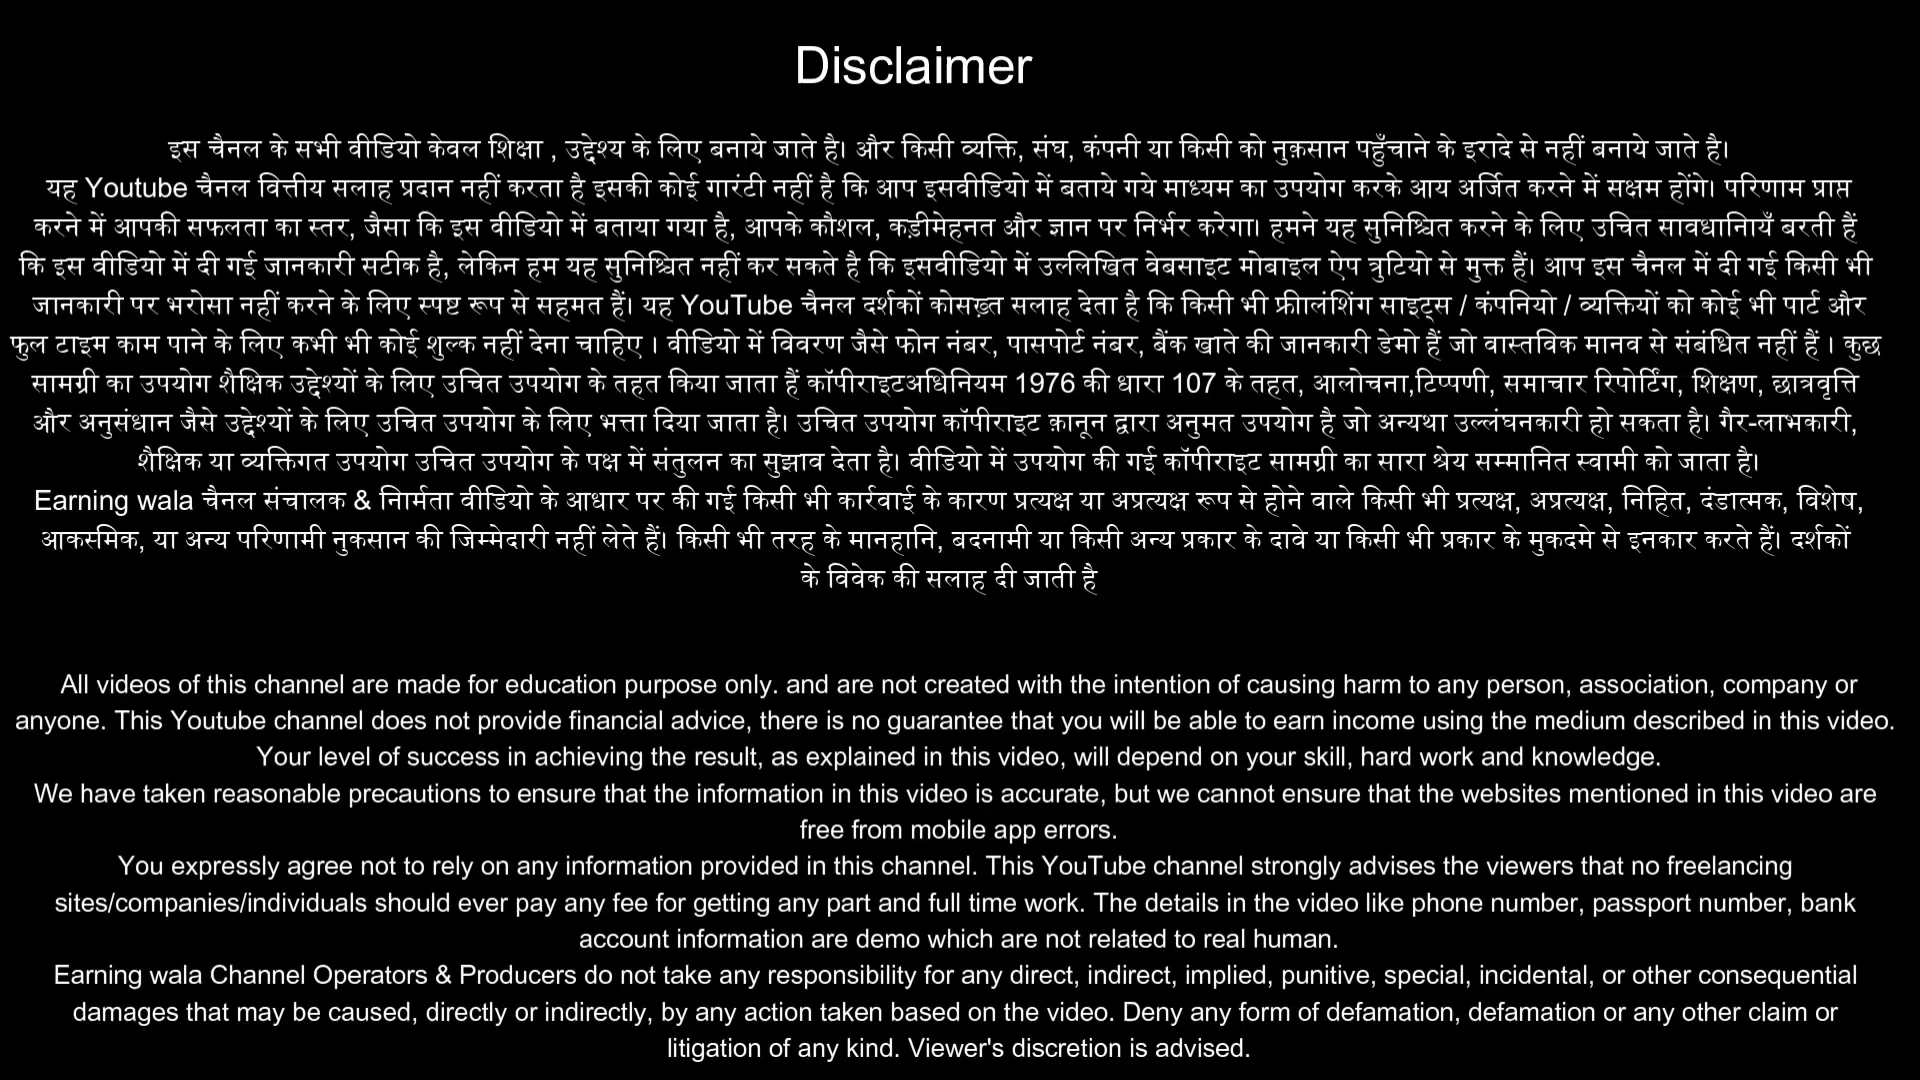 Disclaimer
इस चैनल के सभी वीडियो केवल शिक्षा , उद्देश्य के लिए बनाये जाते है। और किसी व्यक्ति, संघ, कंपनी या किसी को नुक़सान पहुँचाने के इरादे से नहीं बनाये जाते है।
यह Youtube चैनल वित्तीय सलाह प्रदान नहीं करता है इसकी कोई गारंटी नहीं है कि आप इसवीडियो में बताये गये माध्यम का उपयोग करके आय अर्जित करने में सक्षम होंगे। परिणाम प्राप्त
करने में आपकी सफलता का स्तर, जैसा कि इस वीडियो में बताया गया है, आपके कौशल, कड़ीमेहनत और ज्ञान पर निर्भर करेगा। हमने यह सुनिश्चित करने के लिए उचित सावधानिायँ बरती हैं
कि इस वीडियो में दी गई जानकारी सटीक है, लेकिन हम यह सुनिश्चित नहीं कर सकते है कि इसवीडियो में उल्लिखित वेबसाइट मोबाइल ऐप त्रुटियो से मुक्त हैं। आप इस चैनल में दी गई किसी भी
जानकारी पर भरोसा नहीं करने के लिए स्पष्ट रूप से सहमत हैं। यह YouTube चैनल दर्शकों कोसख़्त सलाह देता है कि किसी भी फ्रीालंशिंग साइट्स / कंपनियो / व्यक्तियों को कोई भी पार्ट और
फुल टाइम काम पाने के लिए कभी भी कोई शुल्क नहीं देना चाहिए । वीडियो में विवरण जैसे फोन नंबर, पासपोर्ट नंबर, बैंक खाते की जानकारी डेमो हैं जो वास्तविक मानव से संबंधित नहीं हैं । कुछ
सामग्री का उपयोग शैक्षिक उद्देश्यों के लिए उचित उपयोग के तहत किया जाता हैं कॉपीराइटअधिनियम 1976 की धारा 107 के तहत, आलोचना,टिप्पणी, समाचार रिपोर्टिंग, शिक्षण, छात्रवृत्ति
और अनुसंधान जैसे उद्देश्यों के लिए उचित उपयोग के लिए भत्ता दिया जाता है। उचित उपयोग कॉपीराइट क़ानून द्वारा अनुमत उपयोग है जो अन्यथा उल्लंघनकारी हो सकता है। गैर-लाभकारी,
शैक्षिक या व्यक्तिगत उपयोग उचित उपयोग के पक्ष में संतुलन का सुझाव देता है। वीडियो में उपयोग की गई कॉपीराइट सामग्री का सारा श्रेय सम्मानित स्वामी को जाता है।
Earning wala चैनल संचालक & निार्मता वीडियो के आधार पर की गई किसी भी कार्रवाई के कारण प्रत्यक्ष या अप्रत्यक्ष रूप से होने वाले किसी भी प्रत्यक्ष, अप्रत्यक्ष, निहित, दंडात्मक, विशेष,
आकस्मिक, या अन्य परिणामी नुकसान की जिम्मेदारी नहीं लेते हैं। किसी भी तरह के मानहानि, बदनामी या किसी अन्य प्रकार के दावे या किसी भी प्रकार के मुकदमे से इनकार करते हैं। दर्शकों
के विवेक की सलाह दी जाती है
All videos of this channel are made for education purpose only. and are not created with the intention of causing harm to any person, association, company or
anyone. This Youtube channel does not provide financial advice, there is no guarantee that you will be able to earn income using the medium described in this video.
Your level of success in achieving the result, as explained in this video, will depend on your skill, hard work and knowledge.
We have taken reasonable precautions to ensure that the information in this video is accurate, but we cannot ensure that the websites mentioned in this video are
free from mobile app errors.
You expressly agree not to rely on any information provided in this channel. This YouTube channel strongly advises the viewers that no freelancing
sites/companies/individuals should ever pay any fee for getting any part and full time work. The details in the video like phone number, passport number, bank
account information are demo which are not related to real human.
Earning wala Channel Operators & Producers do not take any responsibility for any direct, indirect, implied, punitive, special, incidental, or other consequential
damages that may be caused, directly or indirectly, by any action taken based on the video. Deny any form of defamation, defamation or any other claim or
litigation of any kind. Viewer's discretion is advised.